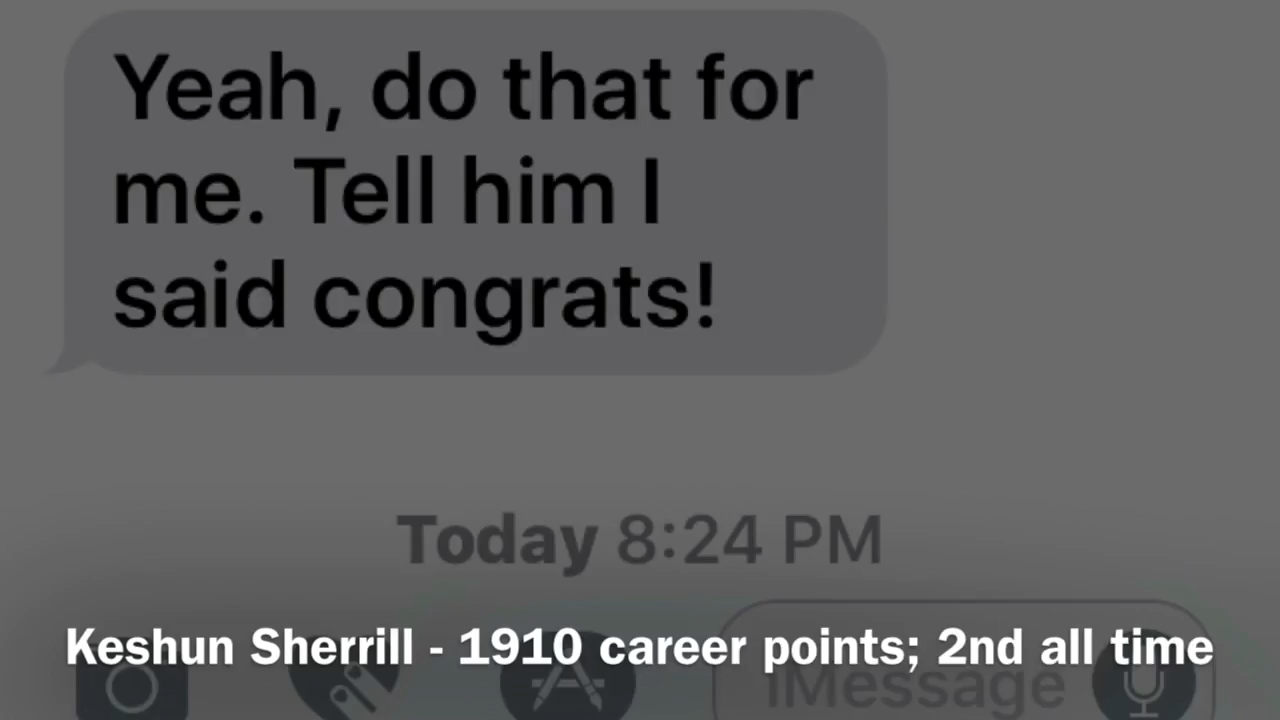 Yeah, do that for
me. Tell him I
said congrats!
Today 8:24 PM
Keshun Sherrill - 1910 career points; 2nd all time
iMessage